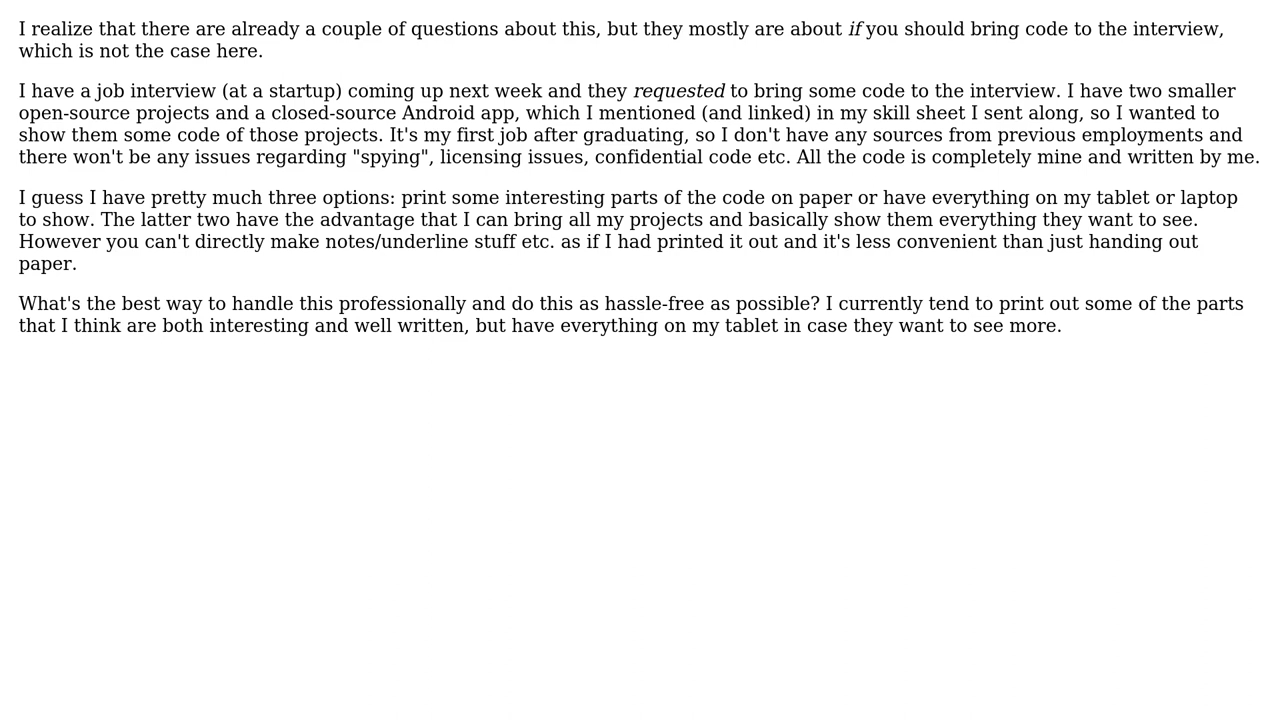 I realize that there are already a couple of questions about this, but they mostly are about if you should bring code to the interview,
which is not the case here.
I have a job interview (at a startup) coming up next week and they requested to bring some code to the interview. I have two smaller
open-source projects and a closed-source Android app, which I mentioned (and linked) in my skill sheet I sent along, so I wanted to
show them some code of those projects. It's my first job after graduating, so I don't have any sources from previous employments and
there won't be any issues regarding "spying", licensing issues, confidential code etc. All the code is completely mine and written by me.
I guess I have pretty much three options: print some interesting parts of the code on paper or have everything on my tablet or laptop
to show. The latter two have the advantage that I can bring all my projects and basically show them everything they want to see.
However you can't directly make notes/underline stuff etc. as if I had printed it out and it's less convenient than just handing out
paper.
What's the best way to handle this professionally and do this as hassle-free as possible? I currently tend to print out some of the parts
that I think are both interesting and well written, but have everything on my tablet in case they want to see more.